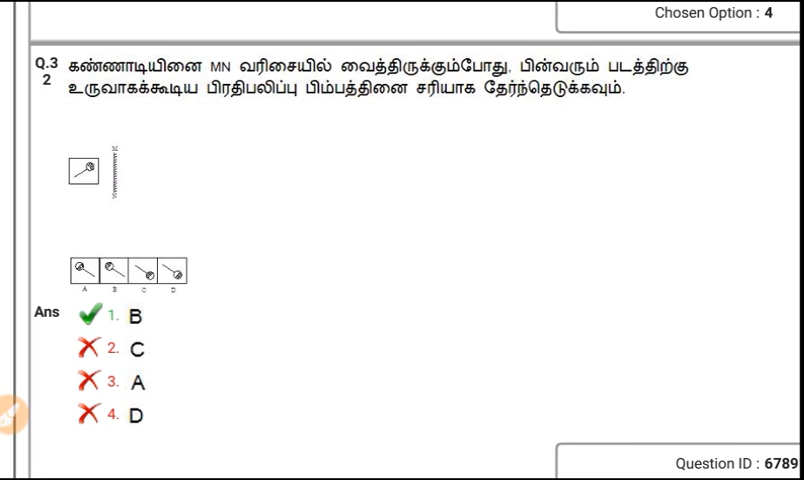 Chosen Option : 4
Q.3 கண்ணாடியினை MN வரிசையில் வைத்திருக்கும்போது, பின்வரும் படத்திற்கு
2 உருவாகக்கூடிய பிரதிபலிப்பு பிம்பத்தினை சரியாக தேர்ந்தெடுக்கவும்.
A B C D
Ans 1. B
2. C
3. A
4. D
Question ID : 6789